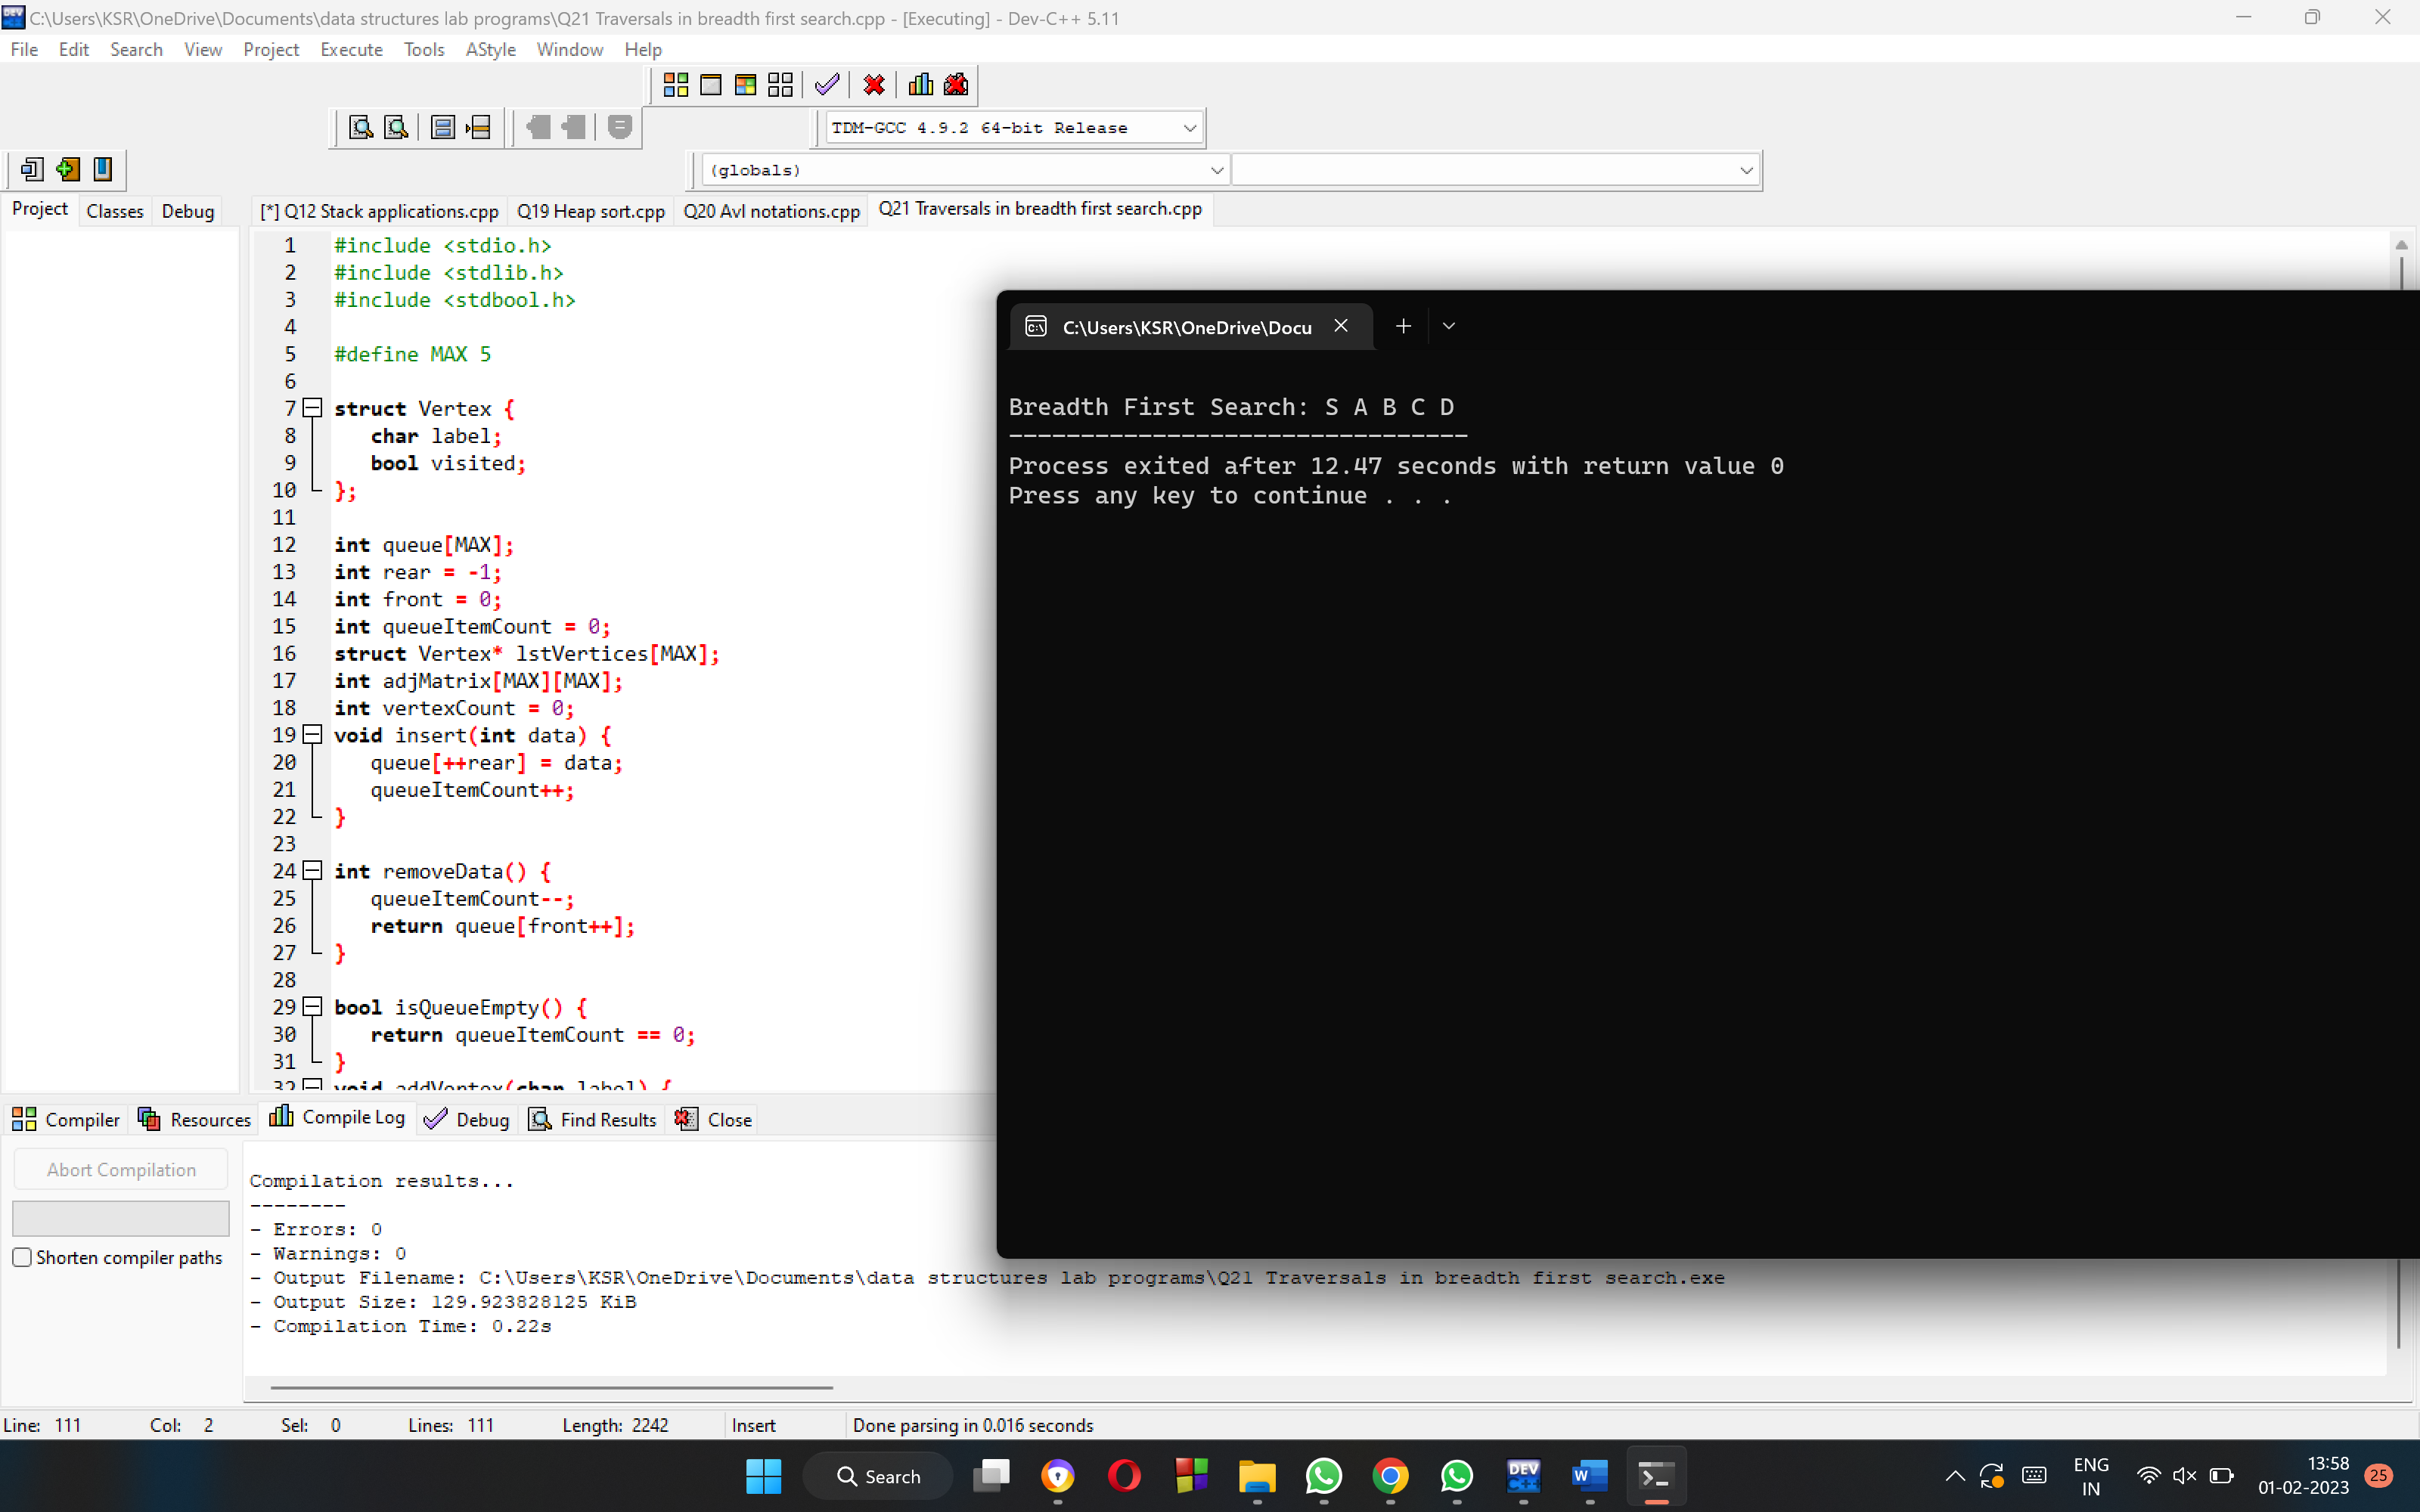 C:\Users\KSR\OneDrive\Documents\data structures lab programs\Q21 Traversals in breadth first search.cpp - [Executing] - Dev-C++ 5.11
File Edit Search View Project Execute Tools AStyle Window Help
TDM-GCC 4.9.2 64-bit Release
(globals)
Project Classes Debug
[*] Q12 Stack applications.cpp Q19 Heap sort.cpp Q20 Avl notations.cpp Q21 Traversals in breadth first search.cpp
1 #include <stdio.h>
2 #include <stdlib.h>
3 #include <stdbool.h>
4
5 #define MAX 5
6
7 struct Vertex {
8 char label;
9 bool visited;
10 };
11
12 int queue[MAX];
13 int rear = -1;
14 int front = 0;
15 int queueItemCount = 0;
16 struct Vertex* lstVertices[MAX];
17 int adjMatrix[MAX][MAX];
18 int vertexCount = 0;
19 void insert(int data) {
20 queue[++rear] = data;
21 queueItemCount++;
22 }
23
24 int removeData() {
25 queueItemCount--;
26 return queue[front++];
27 }
28
29 bool isQueueEmpty() {
30 return queueItemCount == 0;
31 }
32 void addVertex(char label) {
C:\Users\KSR\OneDrive\Docu
Breadth First Search: S A B C D
--------------------------------
Process exited after 12.47 seconds with return value 0
Press any key to continue . . .
Compiler Resources Compile Log Debug Find Results Close
Abort Compilation
Shorten compiler paths
Compilation results...
--------
- Errors: 0
- Warnings: 0
- Output Filename: C:\Users\KSR\OneDrive\Documents\data structures lab programs\Q21 Traversals in breadth first search.exe
- Output Size: 129.923828125 KiB
- Compilation Time: 0.22s
Line: 111 Col: 2 Sel: 0 Lines: 111 Length: 2242 Insert Done parsing in 0.016 seconds
Search
DEV C++
W
ENG
IN
13:58
01-02-2023
25